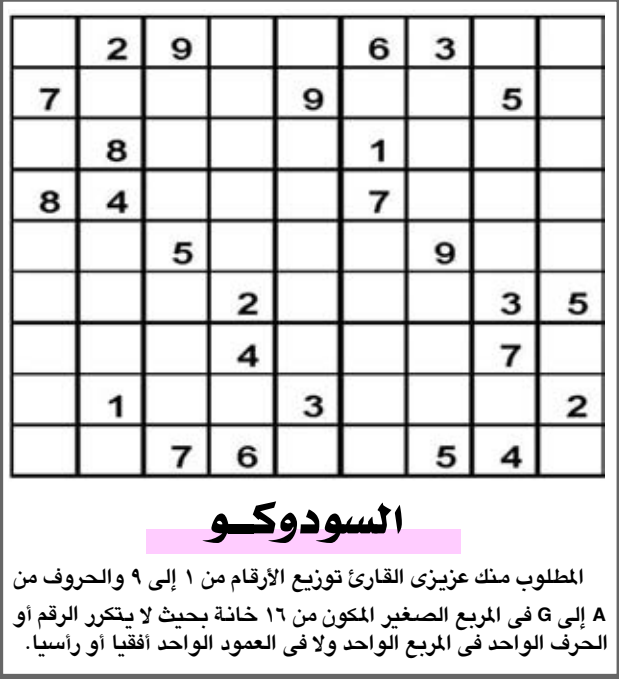 2 9 6 3
7 9 5
8 1
8 4 7
5 9
2 3 5
4 7
1 3 2
7 6 5 4
السودوكـو
المطلوب منك عزيزى القارئ توزيع الأرقام من ١ إلى ٩ والحروف من
A إلى G فى المربع الصغير المكون من ١٦ خانة بحيث لا يتكرر الرقم أو
الحرف الواحد فى المربع الواحد ولا فى العمود الواحد أفقيا أو رأسيا.